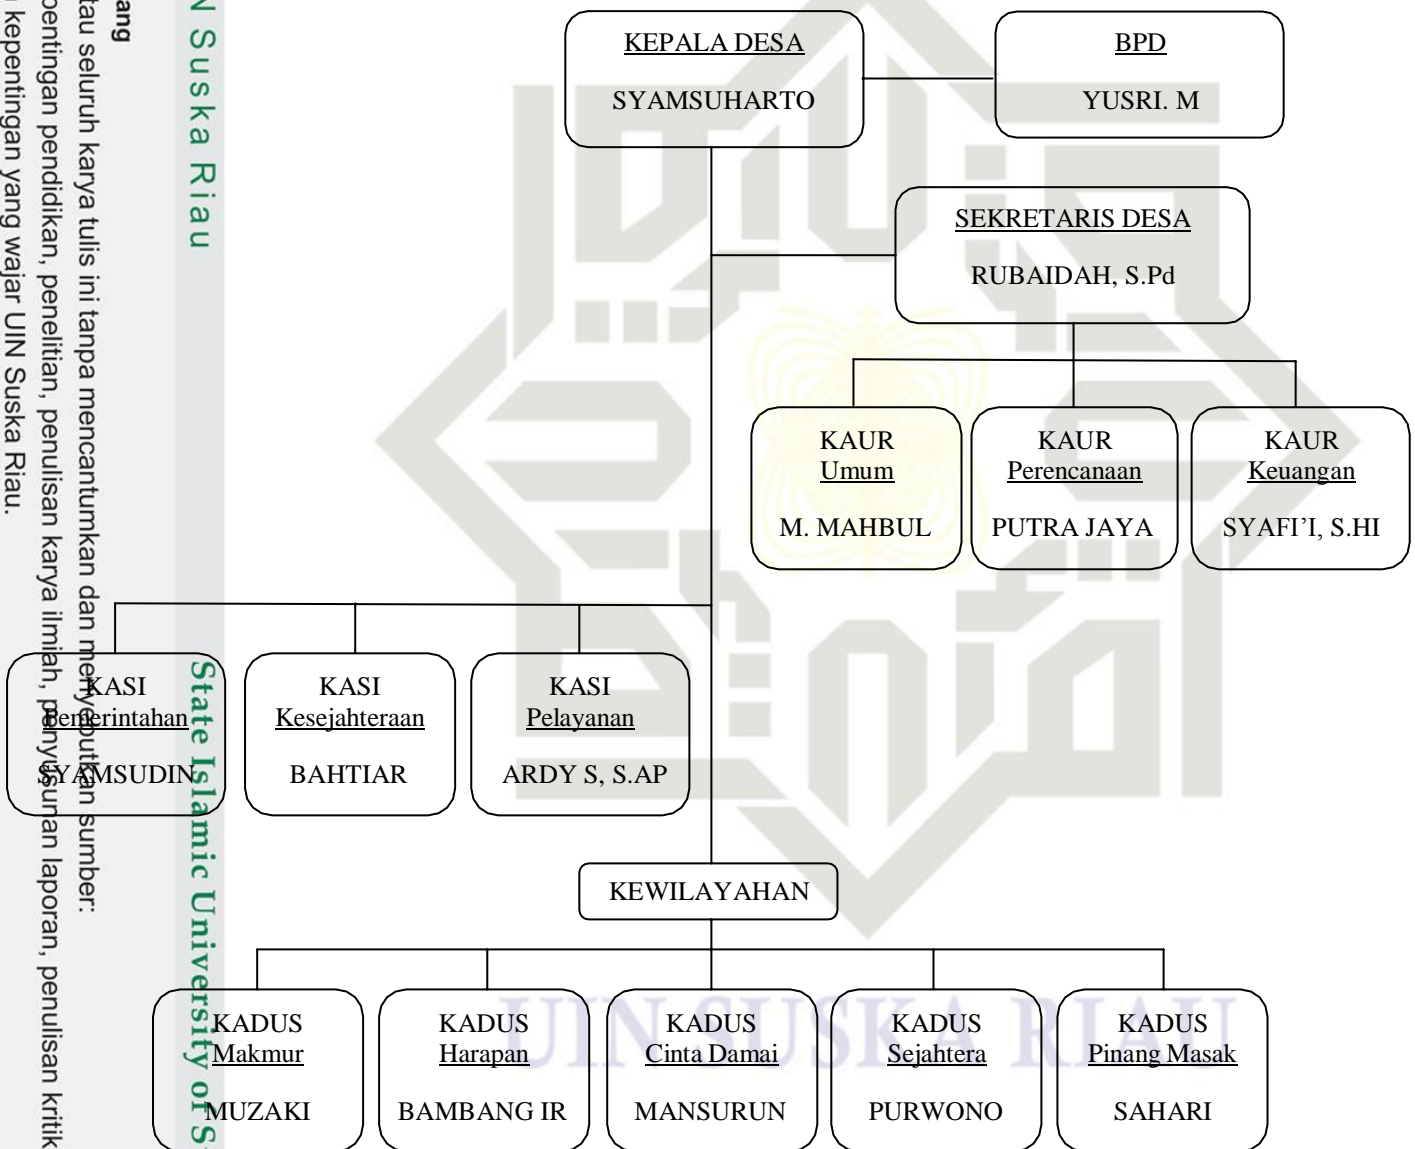 KEPALA DESA
SYAMSUHARTO
BPD
YUSRI. M
SEKRETARIS DESA
RUBAIDAH, S.Pd
KAUR
Umum
M. MAHBUL
KAUR
Perencanaan
PUTRA JAYA
KAUR
Keuangan
SYAFI’I, S.HI
KASI
Pemerintahan
SYAMSUDIN
KASI
Kesejahteraan
BAHTIAR
KASI
Pelayanan
ARDY S, S.AP
KEWILAYAHAN
KADUS
Makmur
MUZAKI
KADUS
Harapan
BAMBANG IR
KADUS
Cinta Damai
MANSURUN
KADUS
Sejahtera
PURWONO
KADUS
Pinang Masak
SAHARI
UIN SUSKA RIAU
N Suska Riau
State Islamic University of S
ang
tau seluruh karya tulis ini tanpa mencantumkan dan menyebutkan sumber:
pentingan pendidikan, penelitian, penulisan karya ilmiah, penyusunan laporan, penulisan kritik
kepentingan yang wajar UIN Suska Riau.